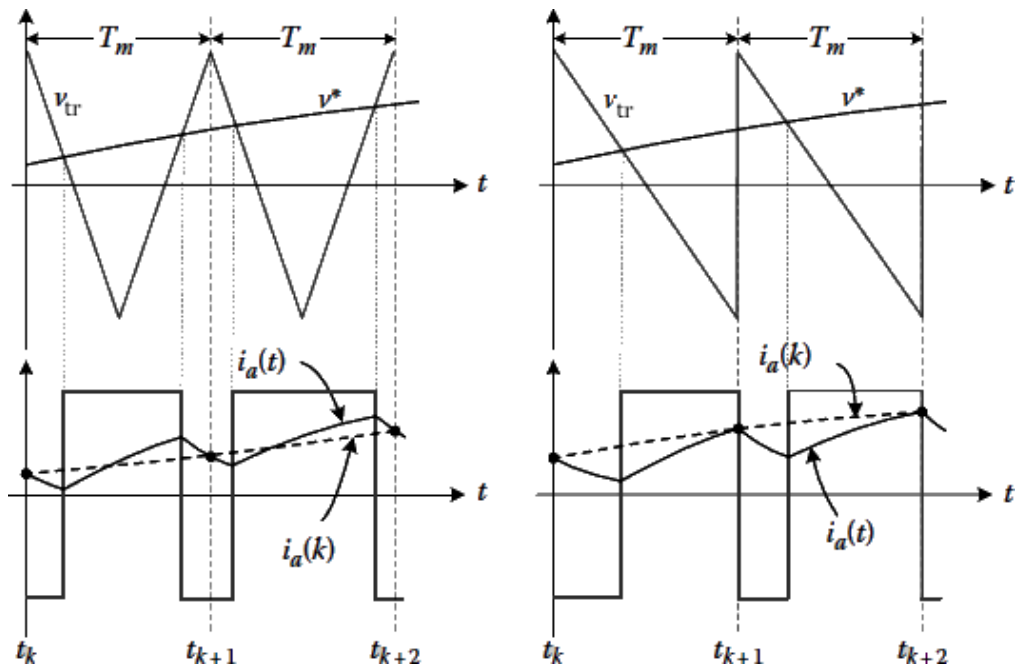 T_m T_m
v_tr
v*
t
i_a(t)
t
i_a(k)
t_k t_{k+1} t_{k+2}
T_m T_m
v_tr
v*
t
i_a(k)
t
i_a(t)
t_k t_{k+1} t_{k+2}